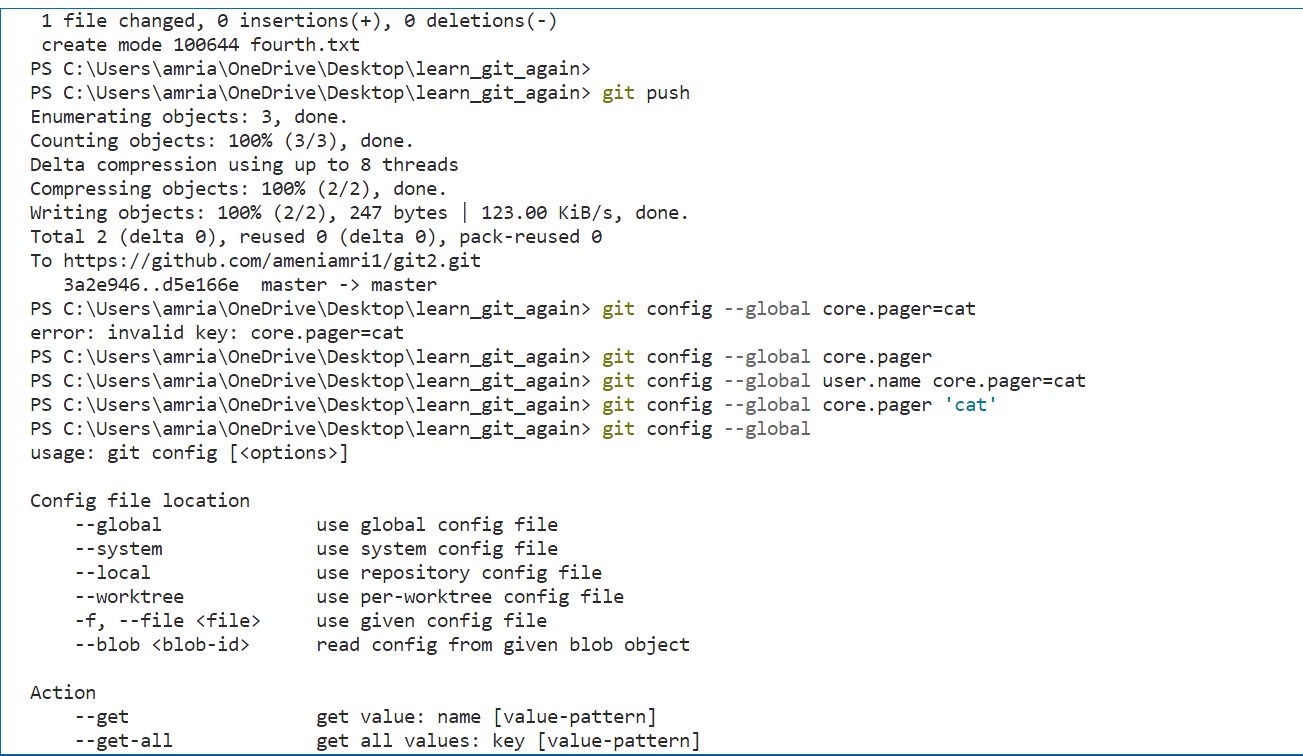 1 file changed, 0 insertions(+), 0 deletions(-)
create mode 100644 fourth.txt
PS C:\Users\amria\OneDrive\Desktop\learn_git_again>
PS C:\Users\amria\OneDrive\Desktop\learn_git_again> git push
Enumerating objects: 3, done.
Counting objects: 100% (3/3), done.
Delta compression using up to 8 threads
Compressing objects: 100% (2/2), done.
Writing objects: 100% (2/2), 247 bytes | 123.00 KiB/s, done.
Total 2 (delta 0), reused 0 (delta 0), pack-reused 0
To https://github.com/ameniamri1/git2.git
   3a2e946..d5e166e  master -> master
PS C:\Users\amria\OneDrive\Desktop\learn_git_again> git config --global core.pager=cat
error: invalid key: core.pager=cat
PS C:\Users\amria\OneDrive\Desktop\learn_git_again> git config --global core.pager
PS C:\Users\amria\OneDrive\Desktop\learn_git_again> git config --global user.name core.pager=cat
PS C:\Users\amria\OneDrive\Desktop\learn_git_again> git config --global core.pager 'cat'
PS C:\Users\amria\OneDrive\Desktop\learn_git_again> git config --global
usage: git config [<options>]

Config file location
    --global              use global config file
    --system              use system config file
    --local               use repository config file
    --worktree            use per-worktree config file
    -f, --file <file>     use given config file
    --blob <blob-id>      read config from given blob object

Action
    --get                 get value: name [value-pattern]
    --get-all             get all values: key [value-pattern]